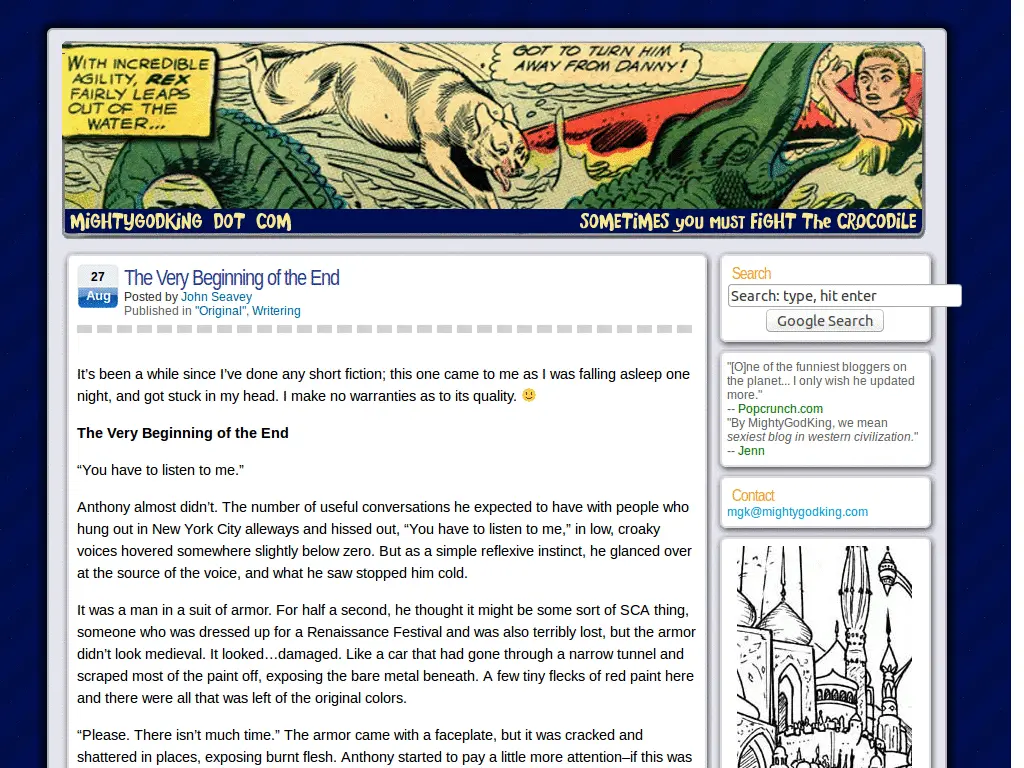 WITH INCREDIBLE
AGILITY, REX
FAIRLY LEAPS
OUT OF THE
WATER...
GOT TO TURN HIM
AWAY FROM DANNY!
MIGHTYGODKING DOT COM
SOMETIMES YOU MUST FIGHT THE CROCODILE
27
Aug
The Very Beginning of the End
Posted by John Seavey
Published in "Original", Writering
It’s been a while since I’ve done any short fiction; this one came to me as I was falling asleep one
night, and got stuck in my head. I make no warranties as to its quality. 🙂
The Very Beginning of the End
“You have to listen to me.”
Anthony almost didn’t. The number of useful conversations he expected to have with people who
hung out in New York City alleways and hissed out, “You have to listen to me,” in low, croaky
voices hovered somewhere slightly below zero. But as a simple reflexive instinct, he glanced over
at the source of the voice, and what he saw stopped him cold.
It was a man in a suit of armor. For half a second, he thought it might be some sort of SCA thing,
someone who was dressed up for a Renaissance Festival and was also terribly lost, but the armor
didn’t look medieval. It looked…damaged. Like a car that had gone through a narrow tunnel and
scraped most of the paint off, exposing the bare metal beneath. A few tiny flecks of red paint here
and there were all that was left of the original colors.
“Please. There isn’t much time.” The armor came with a faceplate, but it was cracked and
shattered in places, exposing burnt flesh. Anthony started to pay a little more attention–if this was
Search
Search: type, hit enter
Google Search
"[O]ne of the funniest bloggers on
the planet... I only wish he updated
more."
-- Popcrunch.com
"By MightyGodKing, we mean
sexiest blog in western civilization."
-- Jenn
Contact
mgk@mightygodking.com